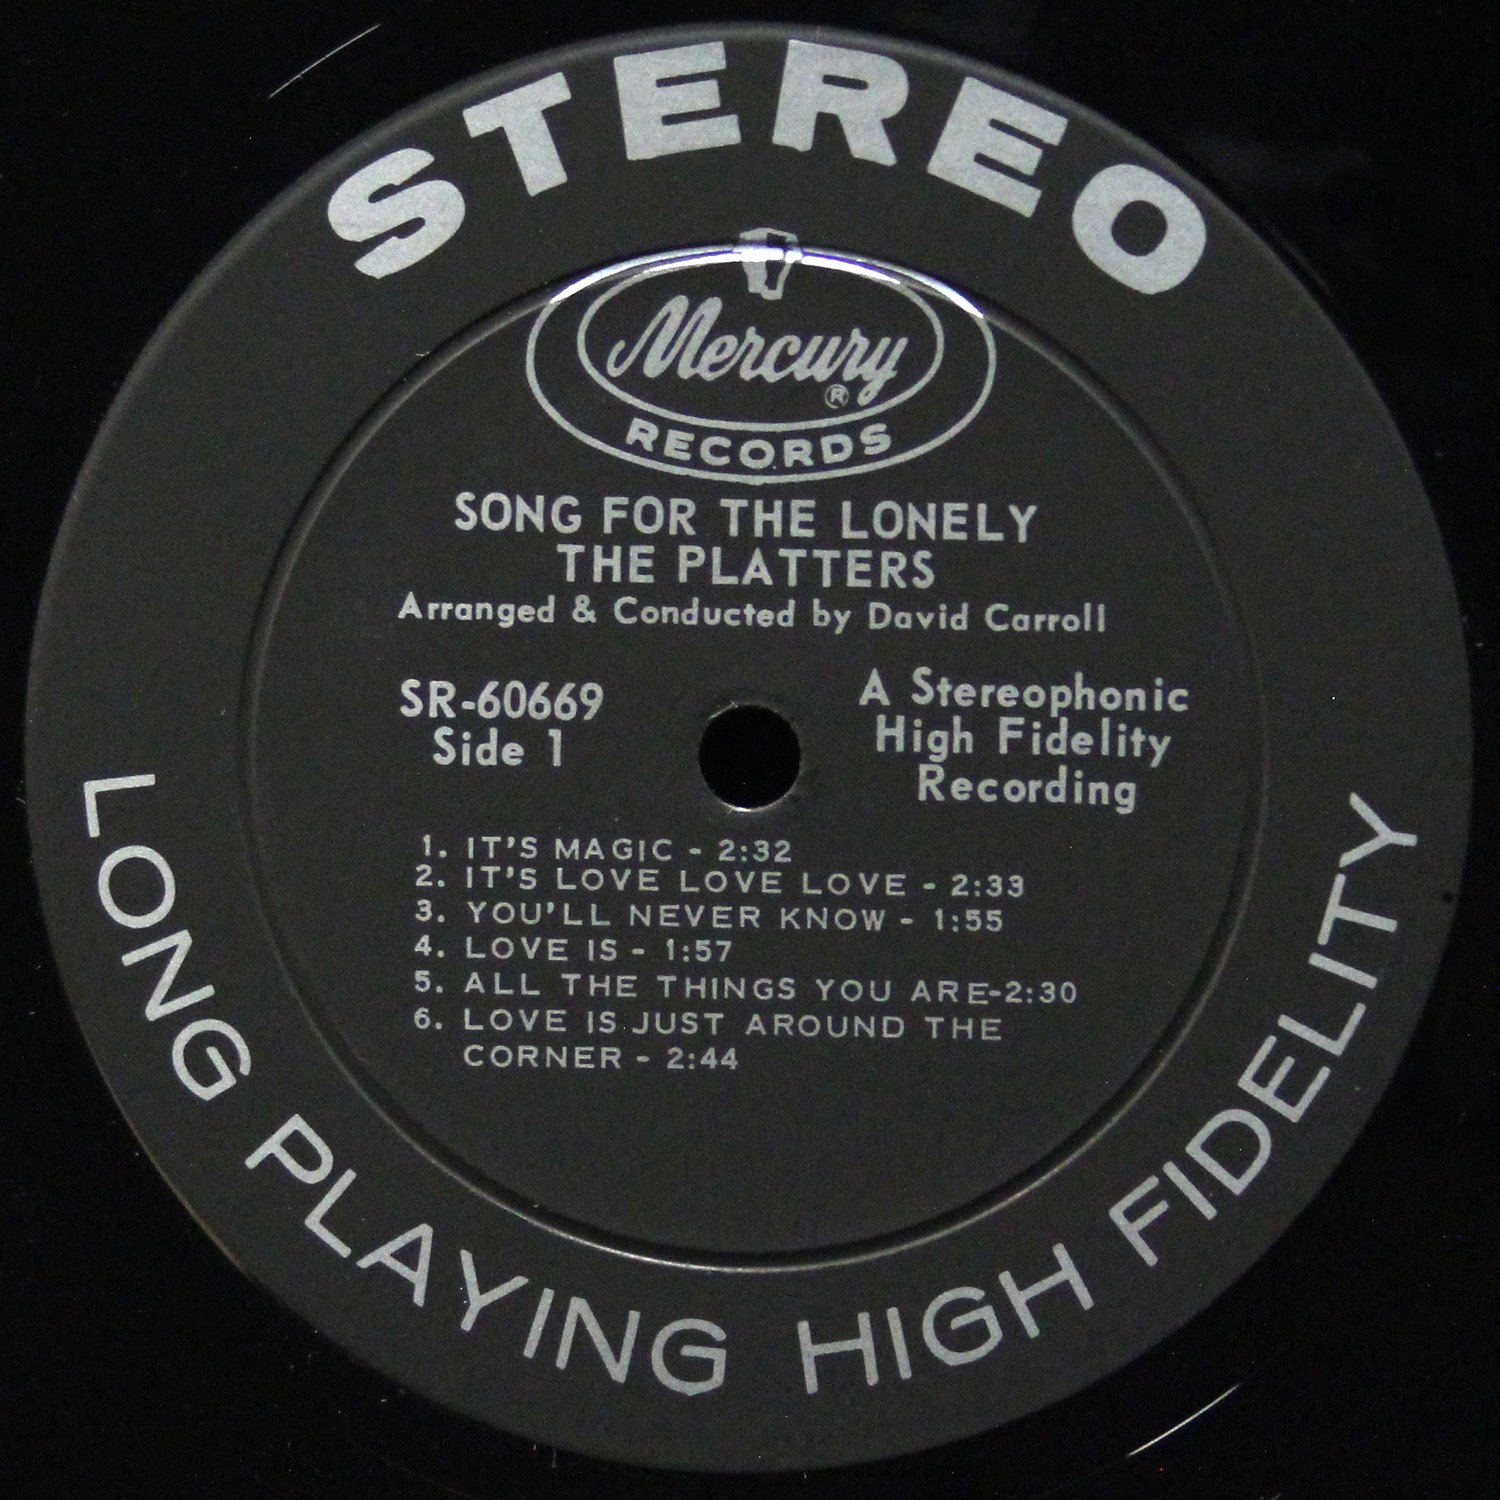 STEREO
Mercury
®
RECORDS
SONG FOR THE LONELY
THE PLATTERS
Arranged & Conducted by David Carroll
SR-60669
Side 1
A Stereophonic
High Fidelity
Recording
1. IT'S MAGIC - 2:32
2. IT'S LOVE LOVE LOVE - 2:33
3. YOU'LL NEVER KNOW - 1:55
4. LOVE IS - 1:57
5. ALL THE THINGS YOU ARE-2:30
6. LOVE IS JUST AROUND THE
CORNER - 2:44
LONG PLAYING HIGH FIDELITY